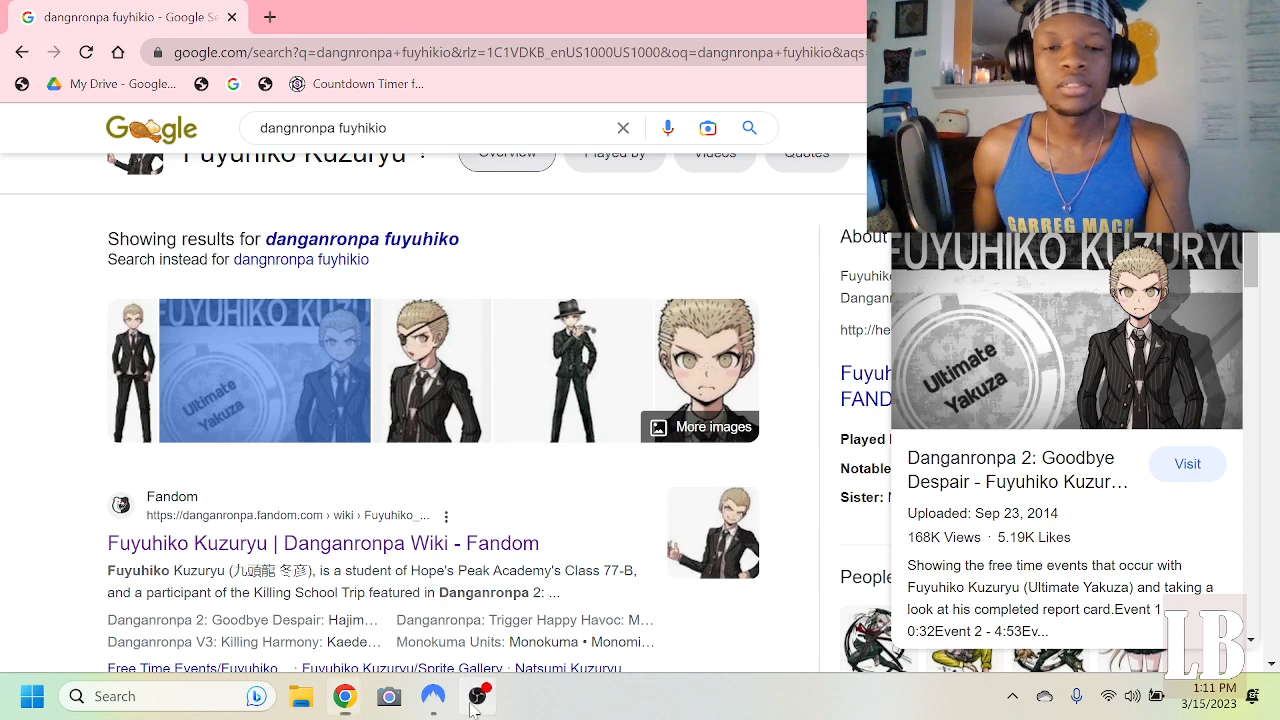 dangnronpa fuyhikio - Google Se
google.com/search?q=dangnronpa+fuyhikio&rlz=1C1VDKB_enUS1000US1000&oq=dangnronpa+fuyhikio&aqs=
My Drive - Google...
Countdown timer f...
Google
dangnronpa fuyhikio
Fuyuhiko Kuzuryu
Overview
Played by
Videos
Quotes
GARREG MACH
Showing results for danganronpa fuyuhiko
Search instead for dangnronpa fuyhikio
FUYUHIKO KUZU
Ultimate
Yakuza
More images
Fandom
https://danganronpa.fandom.com › wiki › Fuyuhiko_...
Fuyuhiko Kuzuryu | Danganronpa Wiki - Fandom
Fuyuhiko Kuzuryu (九頭龍 冬彦), is a student of Hope's Peak Academy's Class 77-B,
and a participant of the Killing School Trip featured in Danganronpa 2: ...
Danganronpa 2: Goodbye Despair: Hajim...
Danganronpa: Trigger Happy Havoc: M...
Danganronpa V3: Killing Harmony: Kaede...
Monokuma Units: Monokuma • Monomi...
Free Time Events/Fuyuhiko... · Fuyuhiko Kuzuryu/Sprite Gallery · Natsumi Kuzuryu
About
Fuyuhik
Dangan
http://he
Fuyuh
FAND
Played
Notable
Sister:
People
FUYUHIKO KUZURYU
Ultimate
Yakuza
Danganronpa 2: Goodbye
Despair - Fuyuhiko Kuzur...
Visit
Uploaded: Sep 23, 2014
168K Views · 5.19K Likes
Showing the free time events that occur with
Fuyuhiko Kuzuryu (Ultimate Yakuza) and taking a
look at his completed report card.Event 1
0:32Event 2 - 4:53Ev...
LB
Search
1:11 PM
3/15/2023